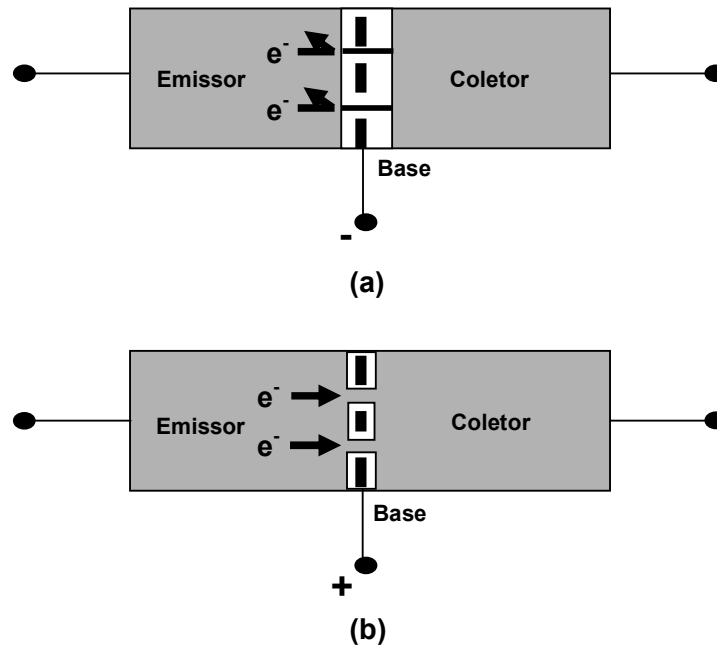 e-
Emissor
Coletor
e-
Base
-
(a)
e-
Emissor
Coletor
e-
Base
+
(b)